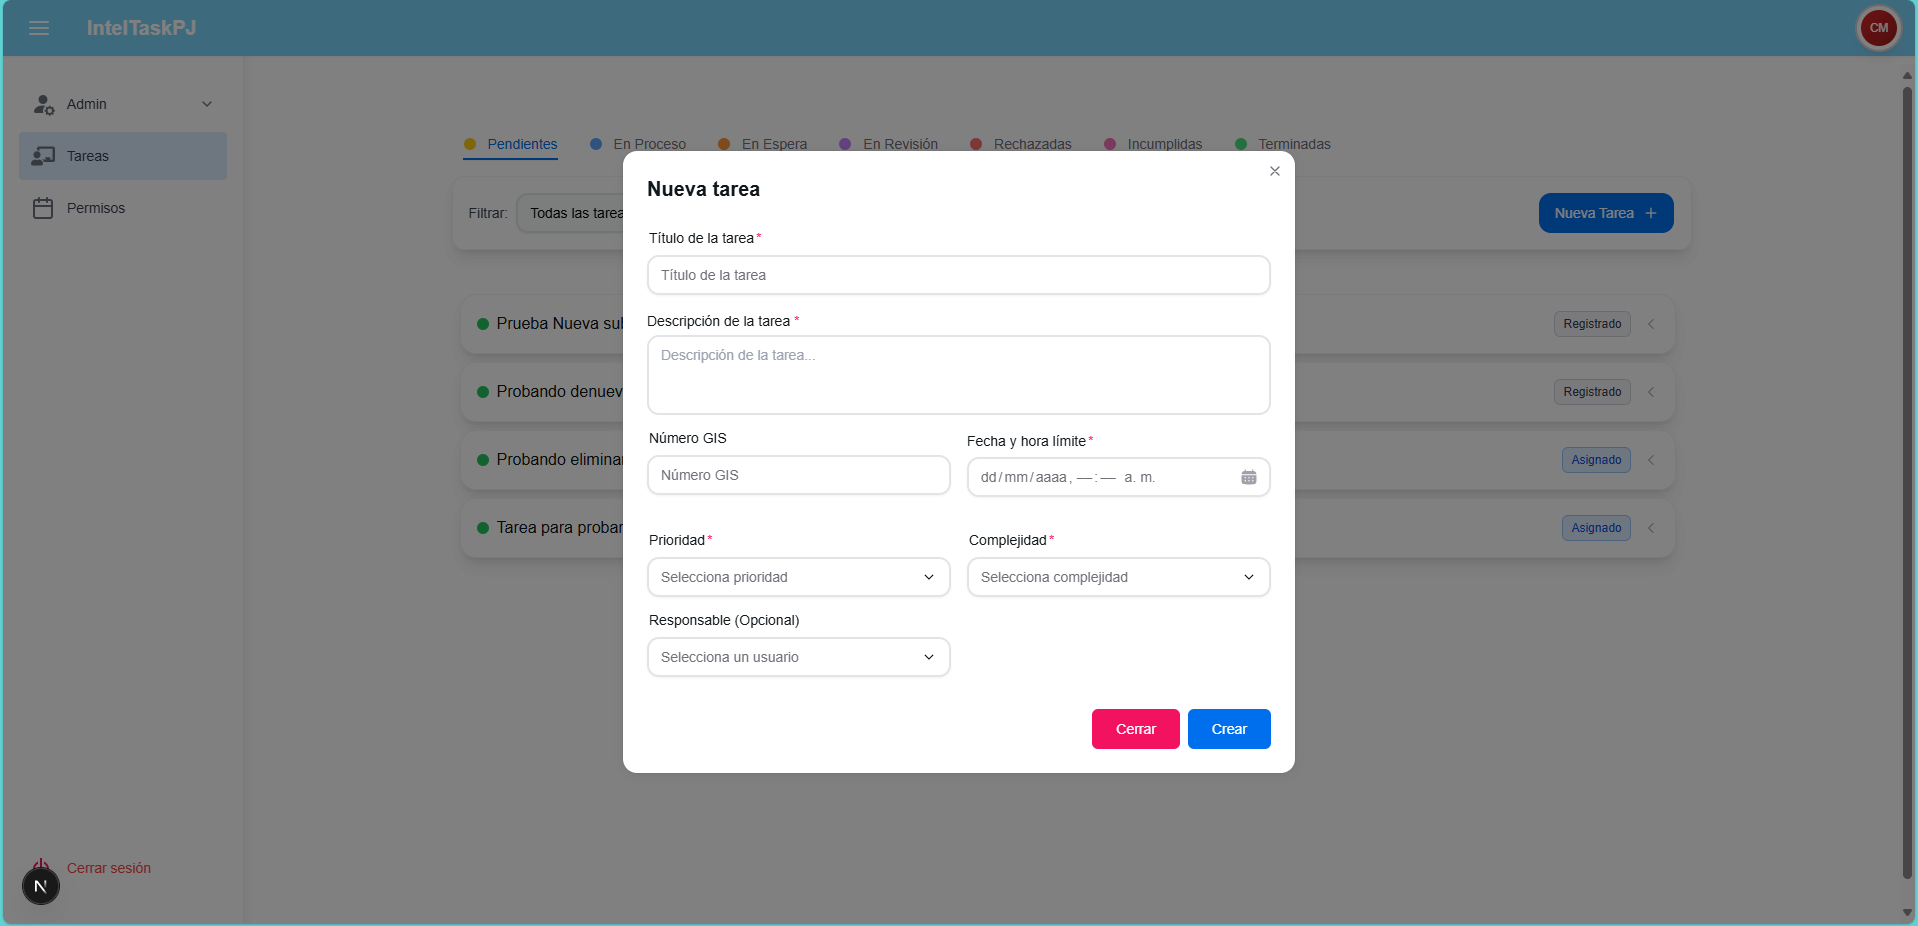 IntelTaskPJ
CM
Admin
Tareas
Permisos
Pendientes
En Proceso
En Espera
En Revisión
Rechazadas
Incumplidas
Terminadas
Filtrar:
Todas las tarea
Nueva Tarea +
Prueba Nueva sub
Registrado
Probando denuev
Registrado
Probando elimina
Asignado
Tarea para probar
Asignado
Nueva tarea
Título de la tarea*
Título de la tarea
Descripción de la tarea *
Descripción de la tarea...
Número GIS
Número GIS
Fecha y hora límite*
dd/mm/aaaa, --:-- a. m.
Prioridad*
Selecciona prioridad
Complejidad*
Selecciona complejidad
Responsable (Opcional)
Selecciona un usuario
Cerrar
Crear
Cerrar sesión
N